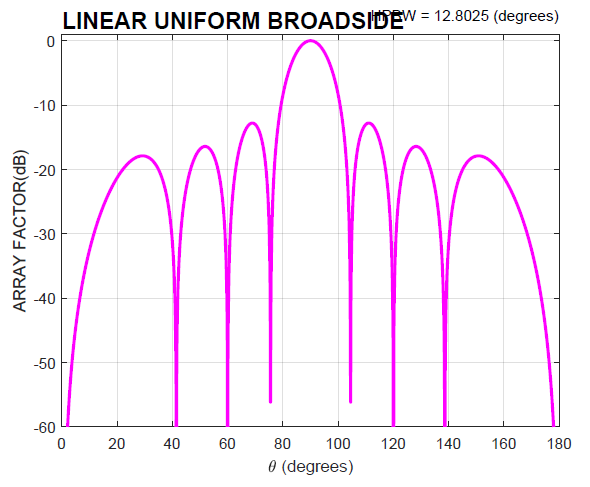 LINEAR UNIFORM BROADSIDE
HPBW = 12.8025 (degrees)
0
-10
-20
-30
-40
-50
-60
ARRAY FACTOR(dB)
0 20 40 60 80 100 120 140 160 180
θ (degrees)